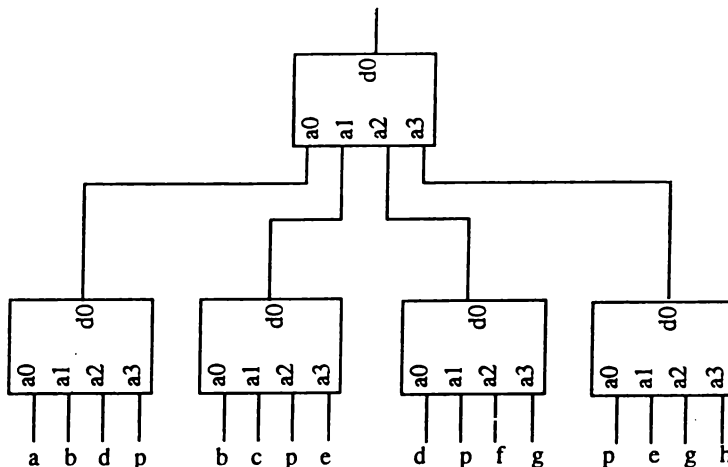 d0
a0 a1 a2 a3
d0 d0 d0 d0
a0 a1 a2 a3 a0 a1 a2 a3 a0 a1 a2 a3 a0 a1 a2 a3
a b d p b c p e d p f g p e g h